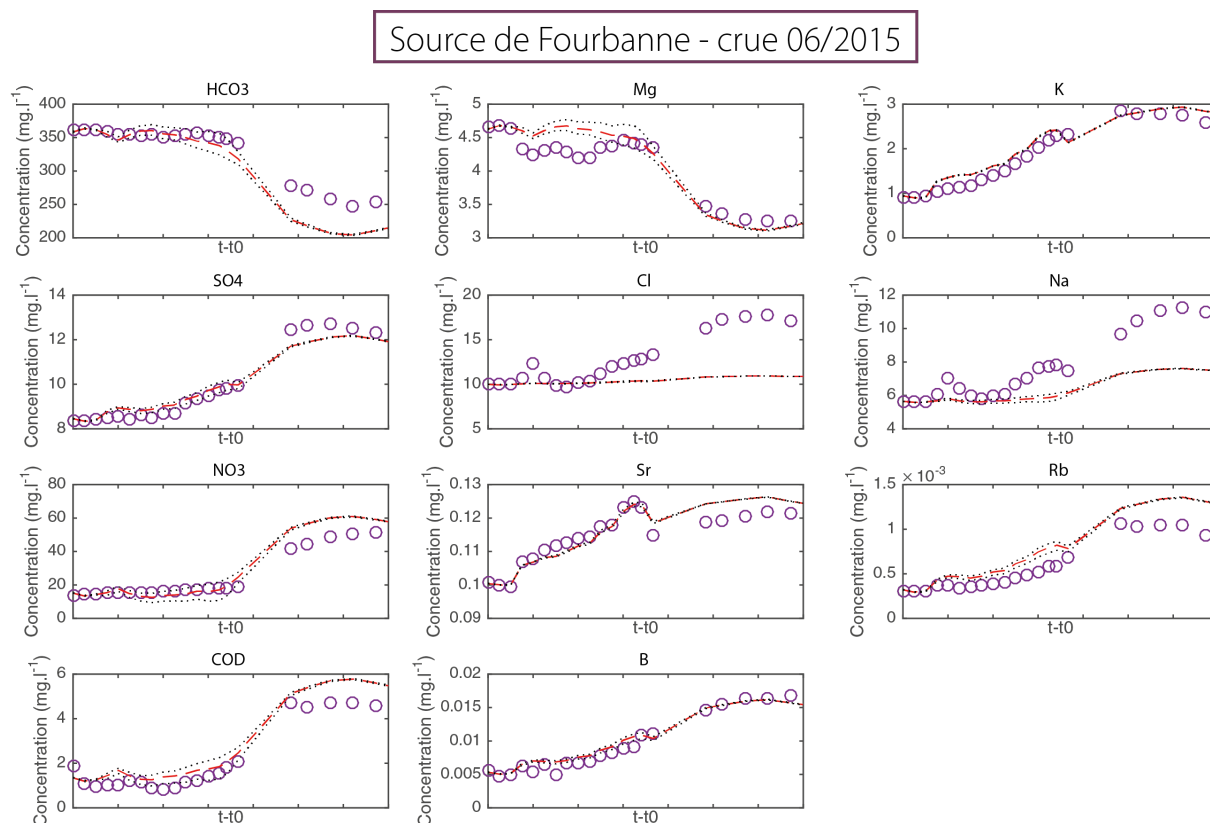 Source de Fourbanne - crue 06/2015
HCO3
Concentration (mg.l⁻¹)
400
350
300
250
200
t-t0
Mg
Concentration (mg.l⁻¹)
5
4.5
4
3.5
3
t-t0
K
Concentration (mg.l⁻¹)
3
2
1
0
t-t0
SO4
Concentration (mg.l⁻¹)
14
12
10
8
t-t0
Cl
Concentration (mg.l⁻¹)
20
15
10
5
t-t0
Na
Concentration (mg.l⁻¹)
12
10
8
6
4
t-t0
NO3
Concentration (mg.l⁻¹)
80
60
40
20
0
t-t0
Sr
Concentration (mg.l⁻¹)
0.13
0.12
0.11
0.1
0.09
t-t0
Rb
× 10⁻³
Concentration (mg.l⁻¹)
1.5
1
0.5
0
t-t0
COD
Concentration (mg.l⁻¹)
6
4
2
0
t-t0
B
Concentration (mg.l⁻¹)
0.02
0.015
0.01
0.005
0
t-t0